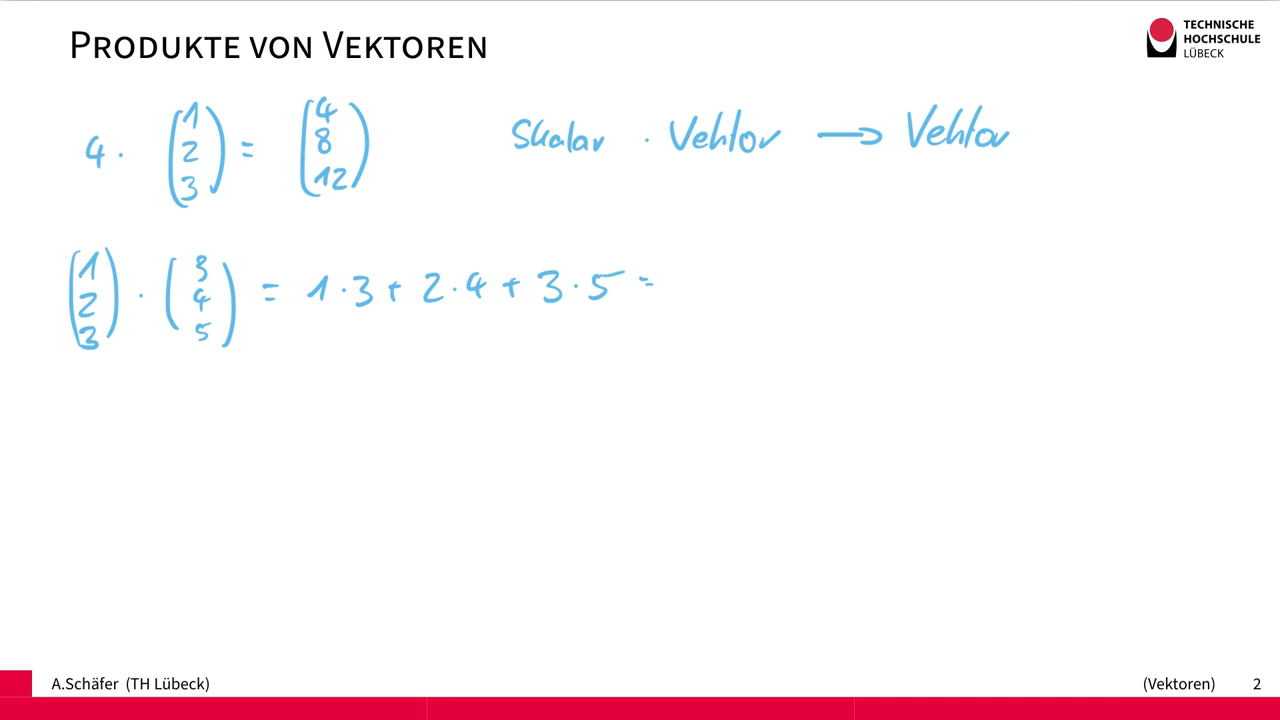 PRODUKTE VON VEKTOREN
TECHNISCHE
HOCHSCHULE
LÜBECK
4 · (1 2 3) = (4 8 12) Skalar · Vektor → Vektor
(1 2 3) · (3 4 5) = 1·3 + 2·4 + 3·5 =
A.Schäfer (TH Lübeck) (Vektoren) 2